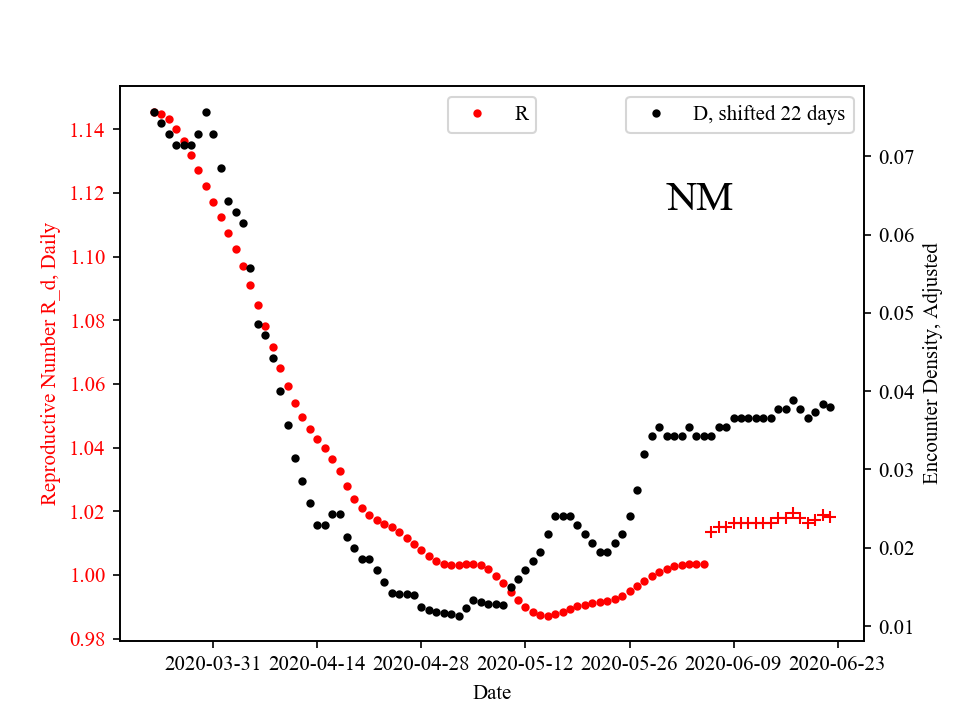 R
D, shifted 22 days
NM
Reproductive Number R_d, Daily
1.14
1.12
1.10
1.08
1.06
1.04
1.02
1.00
0.98
0.07
0.06
0.05
0.04
0.03
0.02
0.01
Encounter Density, Adjusted
2020-03-31 2020-04-14 2020-04-28 2020-05-12 2020-05-26 2020-06-09 2020-06-23
Date